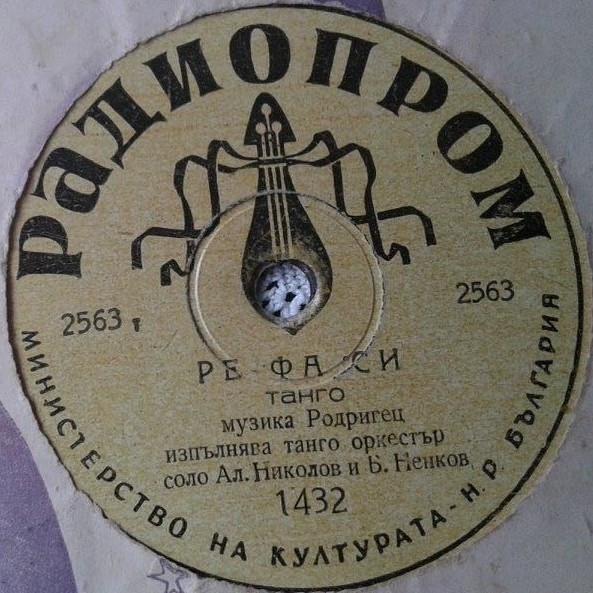 РАДИОПРОМ
2563
2563
РЕ ФА СИ
танго
музика Родригец
изпълнява танго оркестър
соло Ал. Николов и Б. Ненков
1432
МИНИСТЕРСТВО НА КУЛТУРАТА - Н. Р. БЪЛГАРИЯ